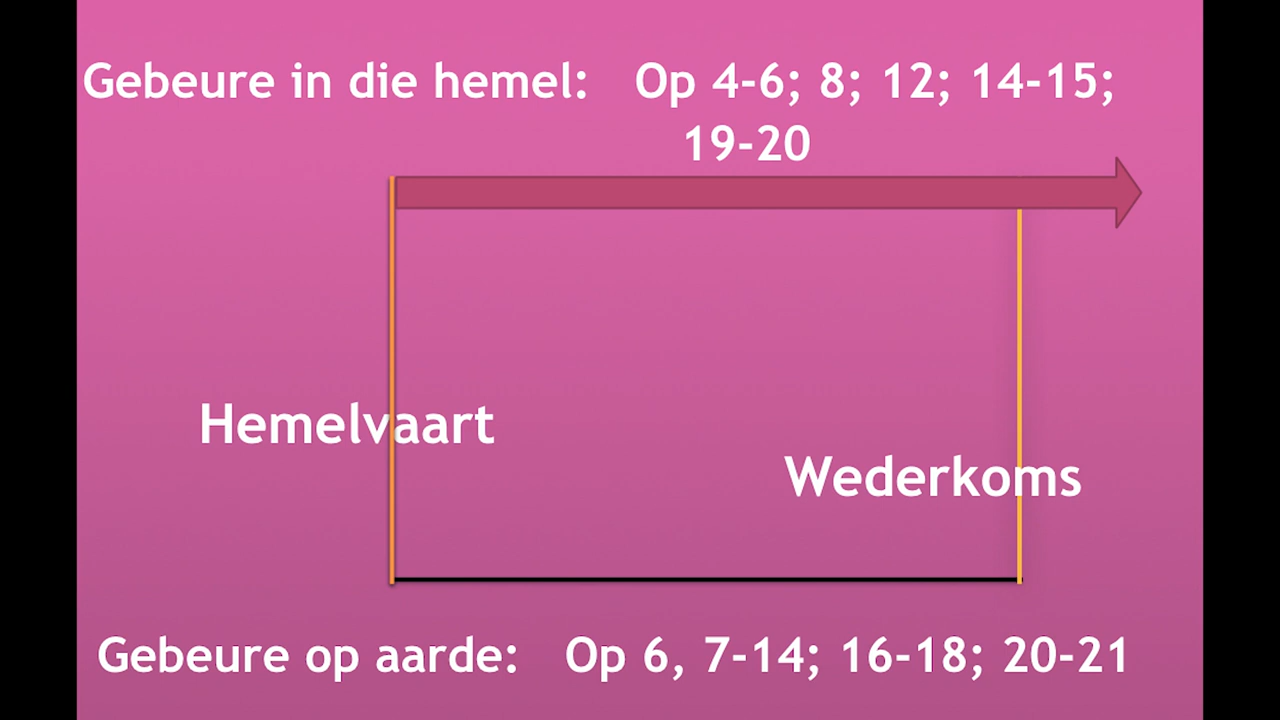 Gebeure in die hemel: Op 4-6; 8; 12; 14-15;
19-20
Hemelvaart
Wederkoms
Gebeure op aarde: Op 6, 7-14; 16-18; 20-21